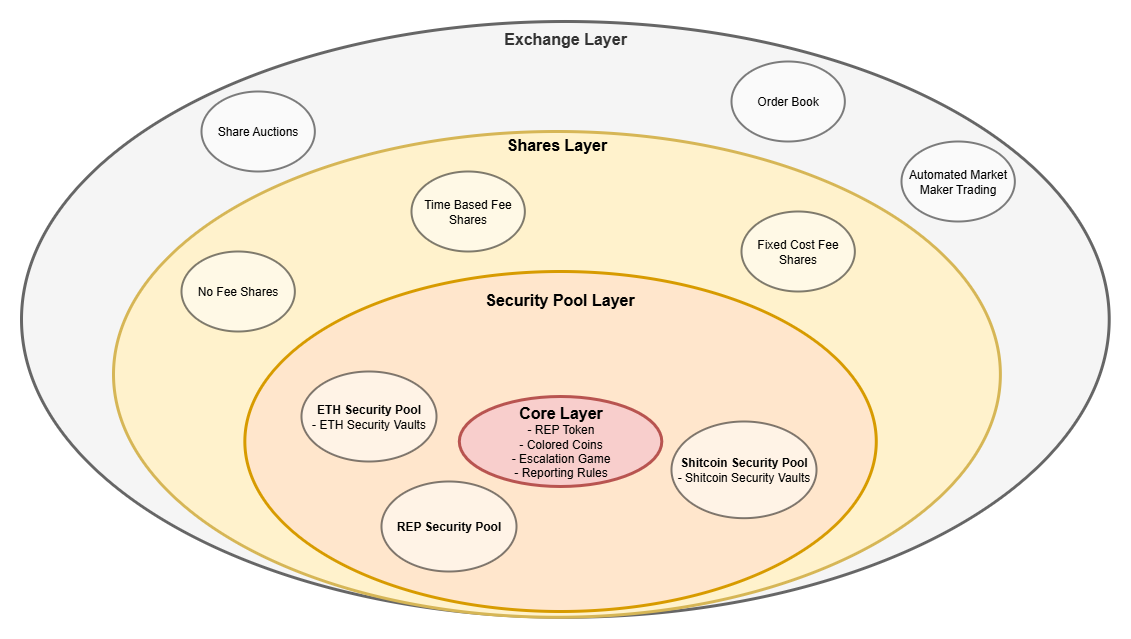 Exchange Layer
Share Auctions
Order Book
Automated Market
Maker Trading
Shares Layer
Time Based Fee
Shares
Fixed Cost Fee
Shares
No Fee Shares
Security Pool Layer
ETH Security Pool
- ETH Security Vaults
Core Layer
- REP Token
- Colored Coins
- Escalation Game
- Reporting Rules
Shitcoin Security Pool
- Shitcoin Security Vaults
REP Security Pool